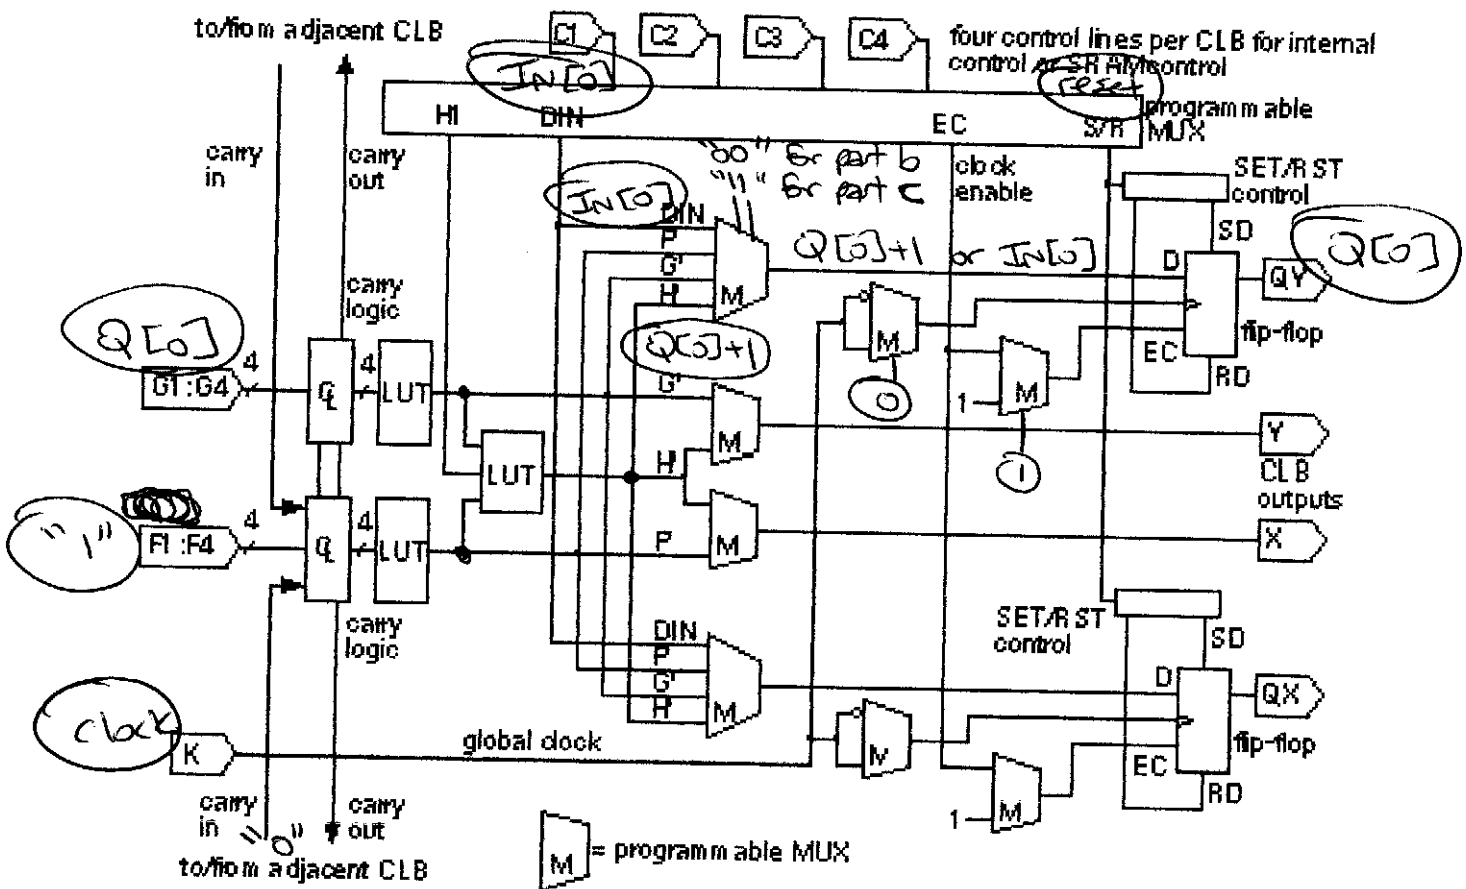 to/from adjacent CLB
C1
C2
C3
C4
four control lines per CLB for internal
control or SRAM control
IN[0]
reset
programmable
MUX
H1
DIN
EC
S/R
carry
in
carry
out
"00" for part b
"11" for part c
clock
enable
SET/RST
control
IN[0]
DIN
F'
G'
H'
M
Q[0]+1 or IN[0]
SD
D
QY
Q[0]
flip-flop
EC
RD
carry
logic
Q[0]
4
G1:G4
CL
4
LUT
Q[0]+1
G'
M
M
0
1
M
1
Y
CLB
outputs
LUT
H'
M
X
"1"
4
F1:F4
CL
4
LUT
F'
M
carry
logic
SET/RST
control
SD
DIN
F'
G'
H'
M
D
QX
flip-flop
EC
RD
clock
K
global clock
M
1
M
carry
in
carry
out
"0"
to/from adjacent CLB
M
= programmable MUX